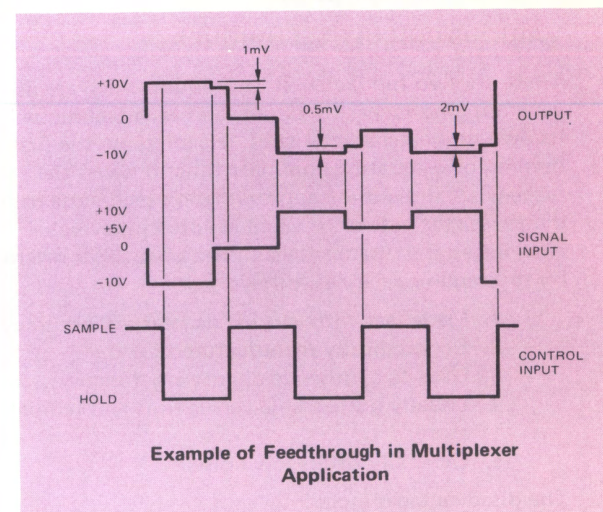 1mV
+10V
0
0.5mV
2mV
OUTPUT
-10V
+10V
+5V
0
SIGNAL
INPUT
-10V
SAMPLE
CONTROL
INPUT
HOLD
Example of Feedthrough in Multiplexer
Application